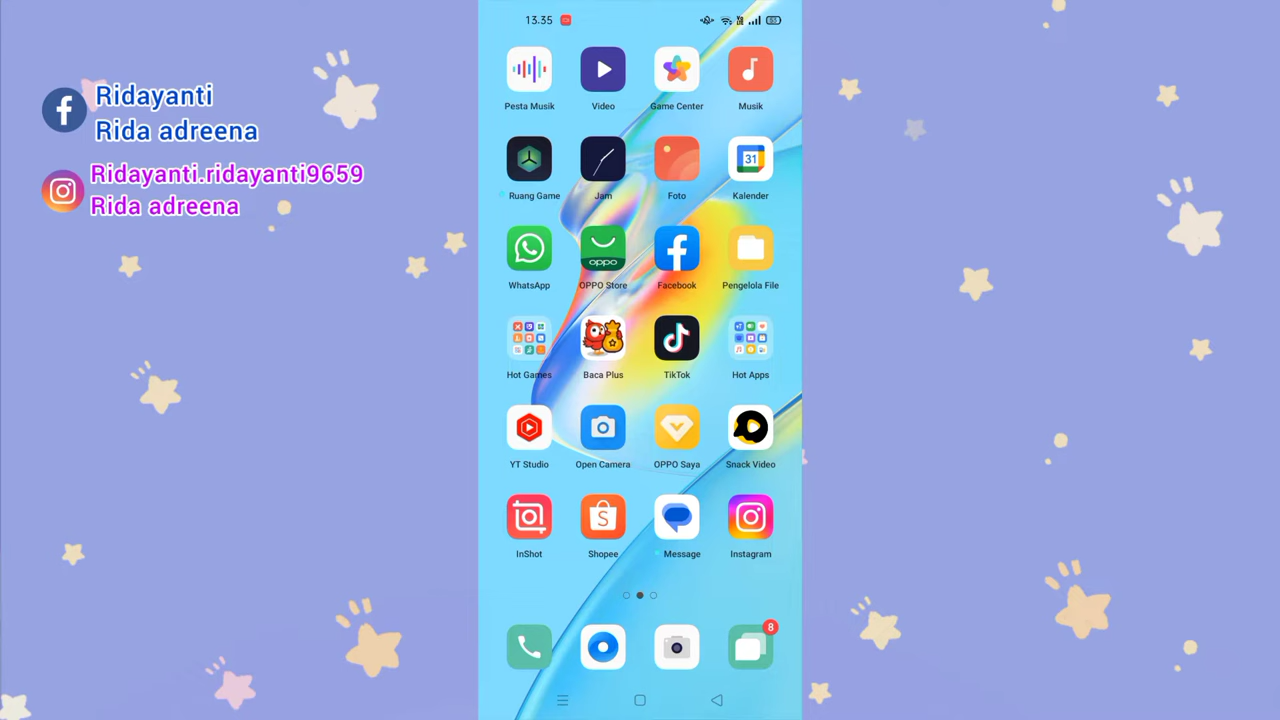 Ridayanti
Rida adreena
Ridayanti.ridayanti9659
Rida adreena
13.35
Pesta Musik
Video
Game Center
Musik
Ruang Game
Jam
Foto
31
Kalender
WhatsApp
oppo
OPPO Store
Facebook
Pengelola File
Hot Games
Baca Plus
TikTok
Hot Apps
YT Studio
Open Camera
OPPO Saya
Snack Video
InShot
Shopee
Message
Instagram
8